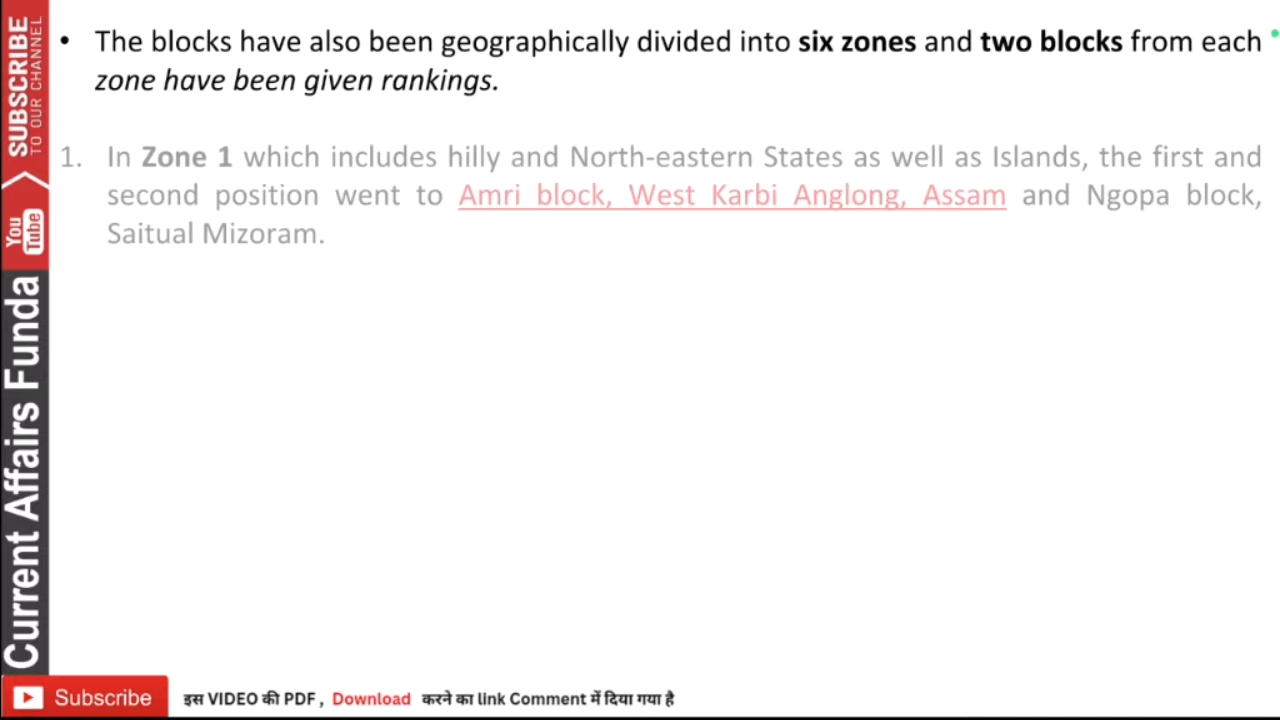 • The blocks have also been geographically divided into six zones and two blocks from each
zone have been given rankings.
1. In Zone 1 which includes hilly and North-eastern States as well as Islands, the first and
second position went to Amri block, West Karbi Anglong, Assam and Ngopa block,
Saitual Mizoram.
SUBSCRIBE
TO OUR CHANNEL
You
Tube
Current Affairs Funda
Subscribe
इस VIDEO की PDF , Download करने का link Comment में दिया गया है